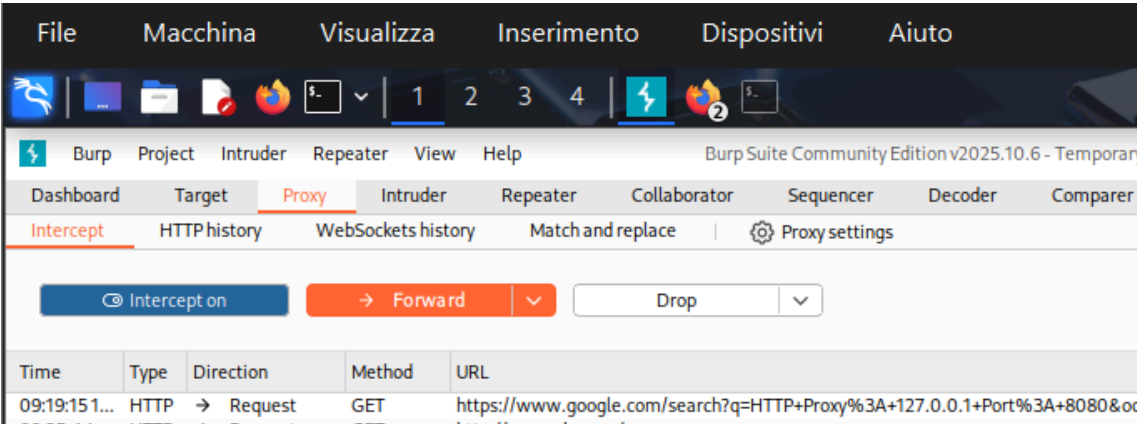 File Macchina Visualizza Inserimento Dispositivi Aiuto
1 2 3 4 2
Burp Project Intruder Repeater View Help Burp Suite Community Edition v2025.10.6 - Temporary
Dashboard Target Proxy Intruder Repeater Collaborator Sequencer Decoder Comparer
Intercept HTTP history WebSockets history Match and replace Proxy settings
Intercept on → Forward Drop
Time Type Direction Method URL
09:19:15 1... HTTP → Request GET https://www.google.com/search?q=HTTP+Proxy%3A+127.0.0.1+Port%3A+8080&